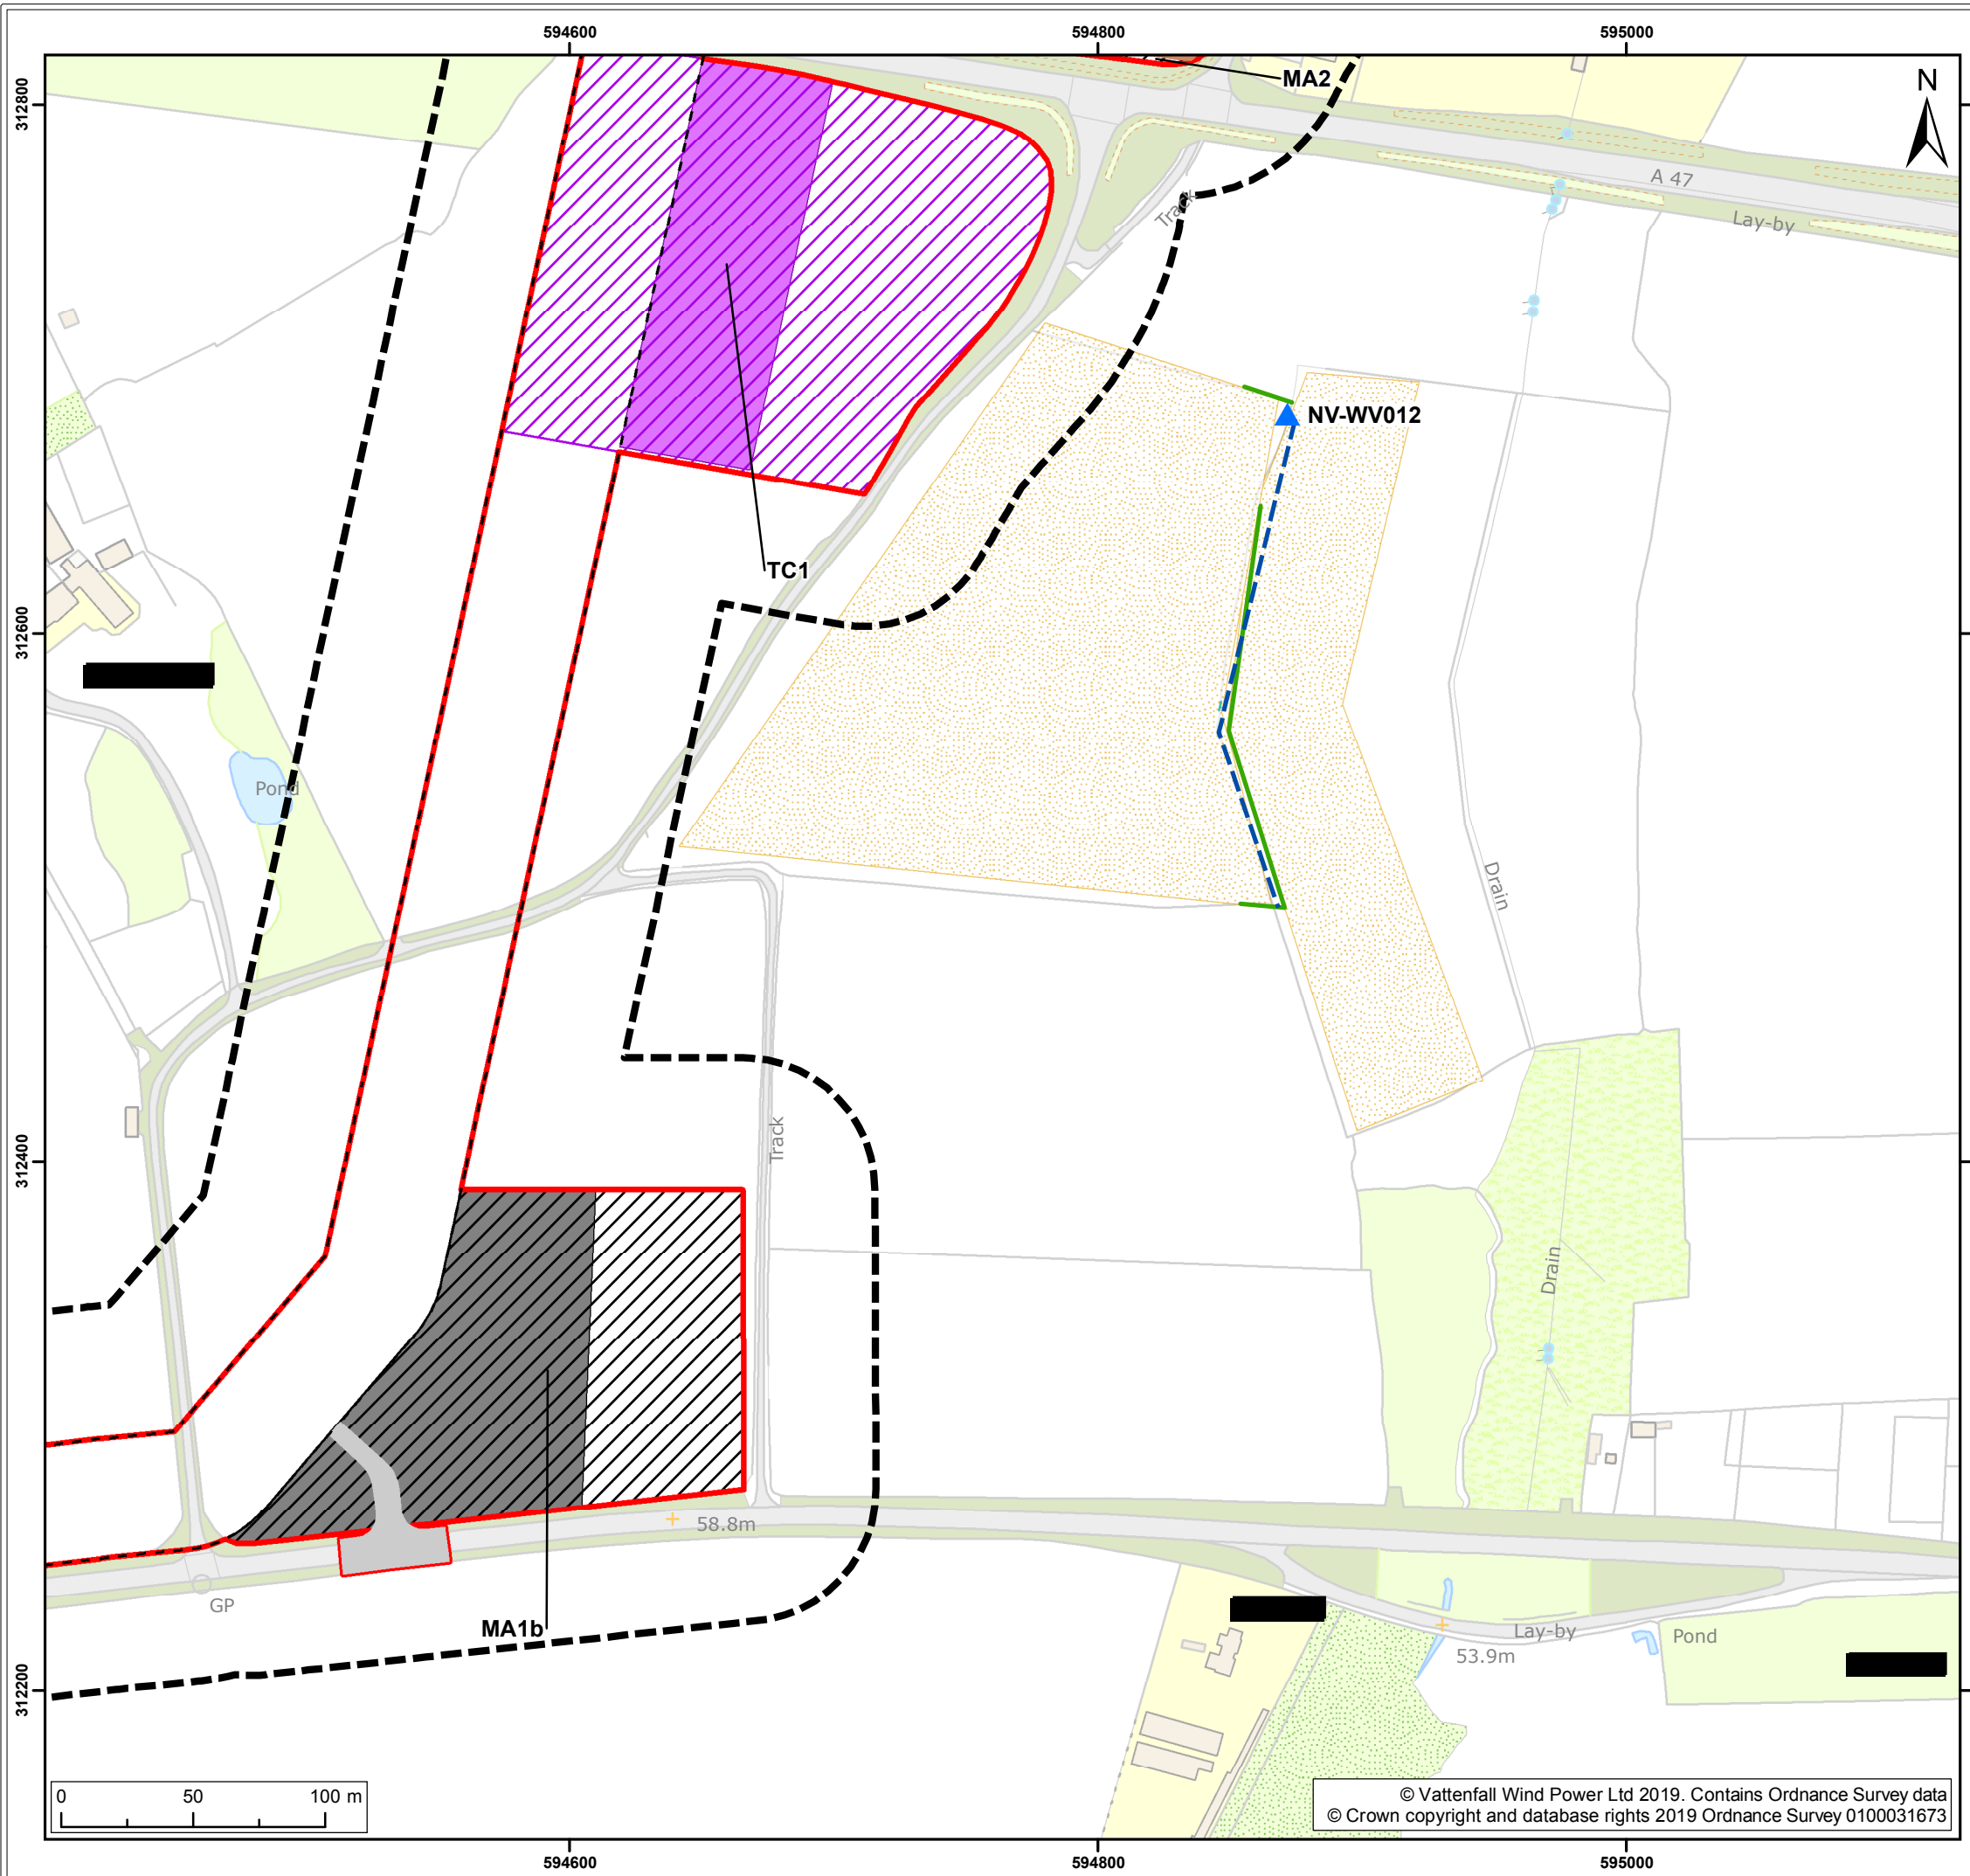 594600
594800
595000
MA2
N
312800
A 47
Track
Lay-by
NV-WV012
TC1
312600
Pond
Drain
312400
Track
Drain
58.8m
GP
MA1b
Lay-by
Pond
53.9m
312200
0 50 100 m
© Vattenfall Wind Power Ltd 2019. Contains Ordnance Survey data
© Crown copyright and database rights 2019 Ordnance Survey 0100031673
594600
594800
595000